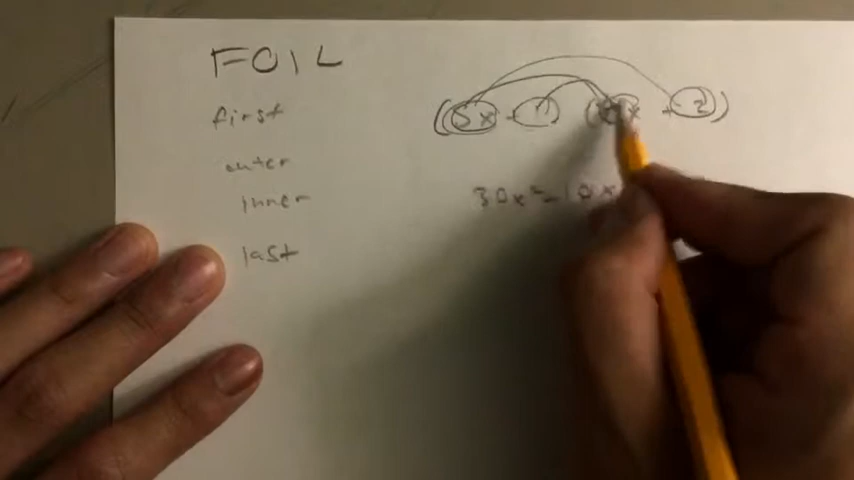 FOIL
first
outer
inner
last
(5x - 1) (6x - 2)
30x² - 10x